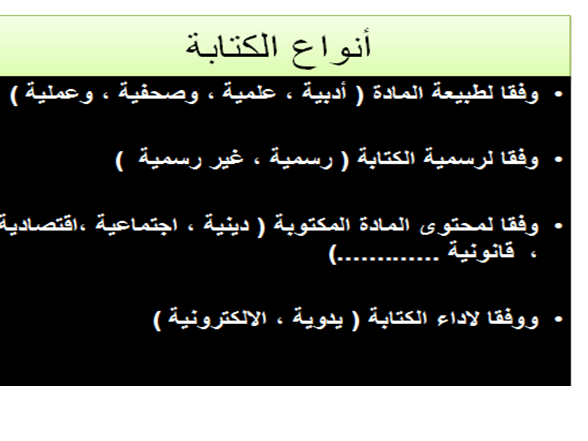 أنواع الكتابة
• وفقا لطبيعة المادة ( أدبية ، علمية ، وصحفية ، وعملية )
• وفقا لرسمية الكتابة ( رسمية ، غير رسمية )
• وفقا لمحتوى المادة المكتوبة ( دينية ، اجتماعية ،اقتصادية
، قانونية .............)
• ووفقا لاداء الكتابة ( يدوية ، الالكترونية )